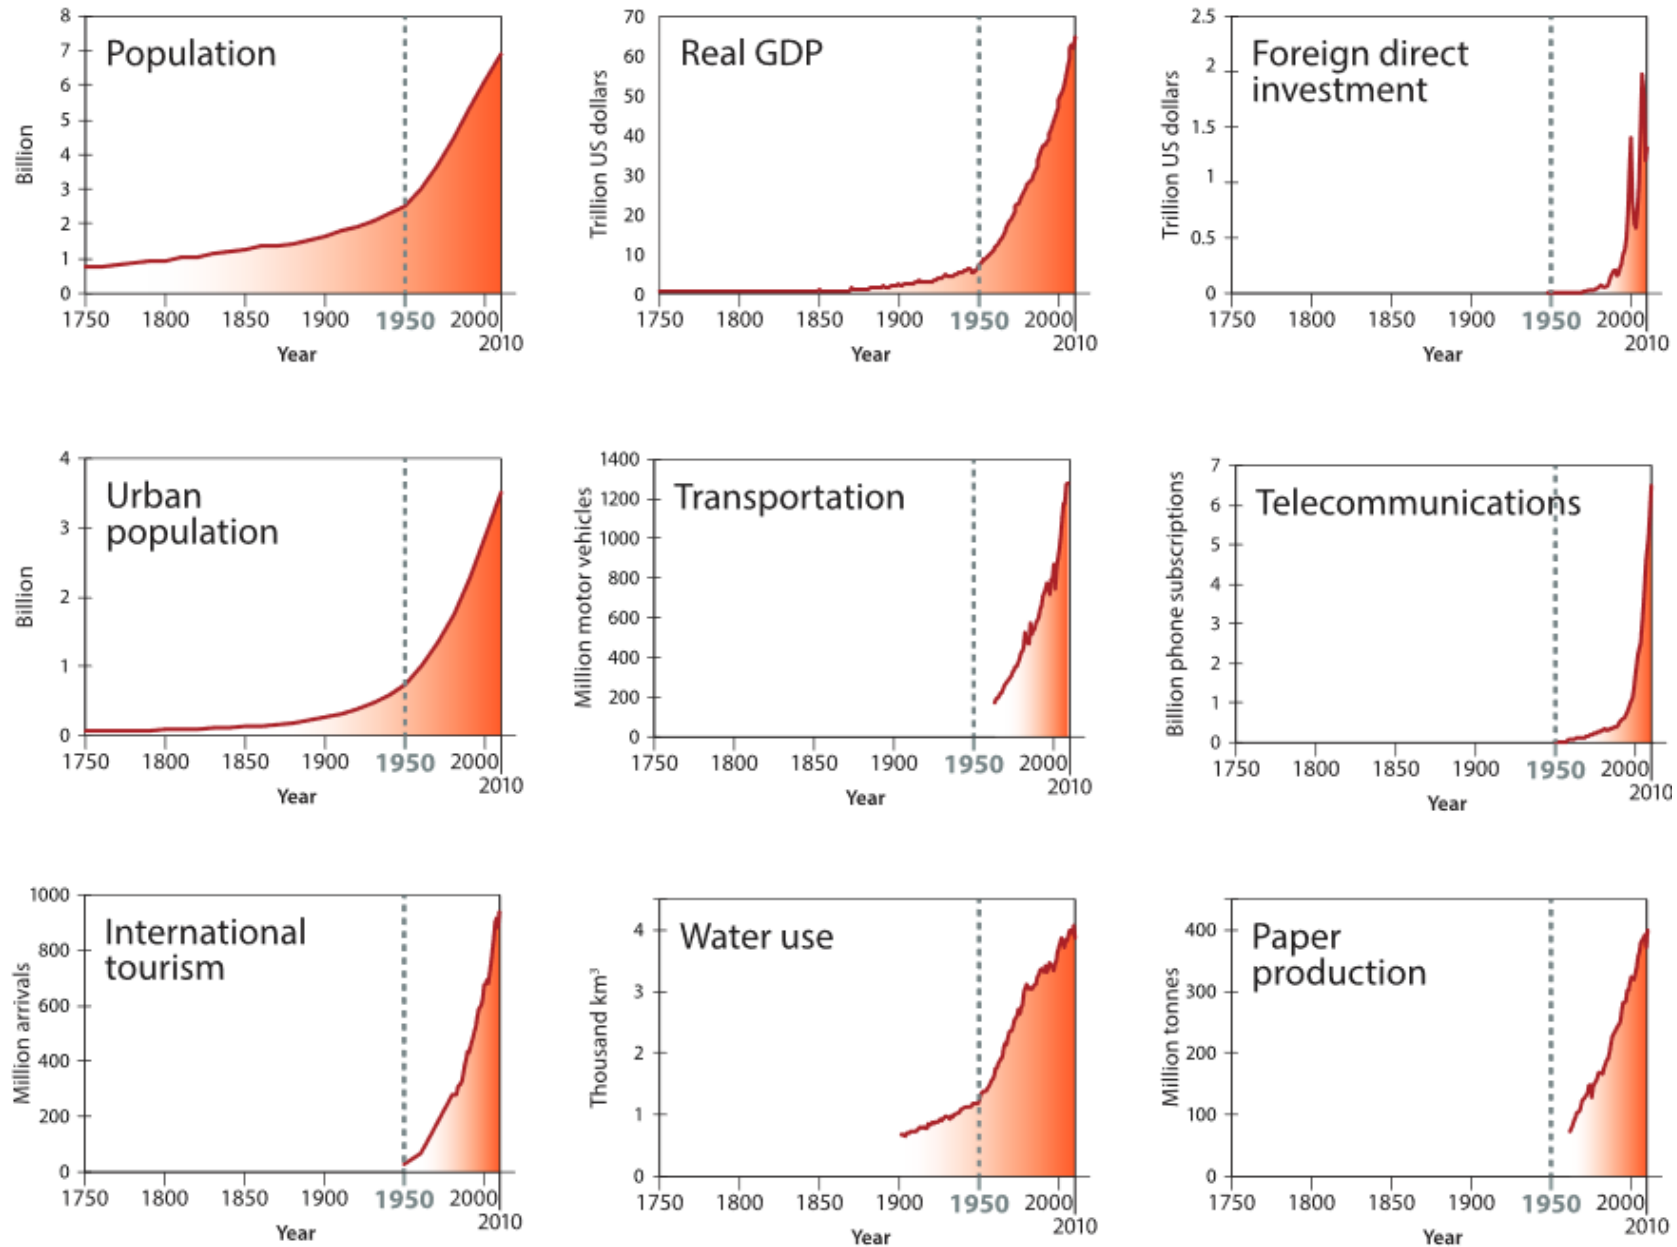 Population
8
7
6
5
4
3
2
1
0
Billion
1750 1800 1850 1900 1950 2000
2010
Year
Real GDP
70
60
50
40
30
20
10
0
Trillion US dollars
1750 1800 1850 1900 1950 2000
2010
Year
Foreign direct
investment
2.5
2
1.5
1
0.5
0
Trillion US dollars
1750 1800 1850 1900 1950 2000
2010
Year
Urban
population
4
3
2
1
0
Billion
1750 1800 1850 1900 1950 2000
2010
Year
Transportation
1400
1200
1000
800
600
400
200
0
Million motor vehicles
1750 1800 1850 1900 1950 2000
2010
Year
Telecommunications
7
6
5
4
3
2
1
0
Billion phone subscriptions
1750 1800 1850 1900 1950 2000
2010
Year
International
tourism
1000
800
600
400
200
0
Million arrivals
1750 1800 1850 1900 1950 2000
2010
Year
Water use
4
3
2
1
0
Thousand km³
1750 1800 1850 1900 1950 2000
2010
Year
Paper
production
400
300
200
100
0
Million tonnes
1750 1800 1850 1900 1950 2000
2010
Year